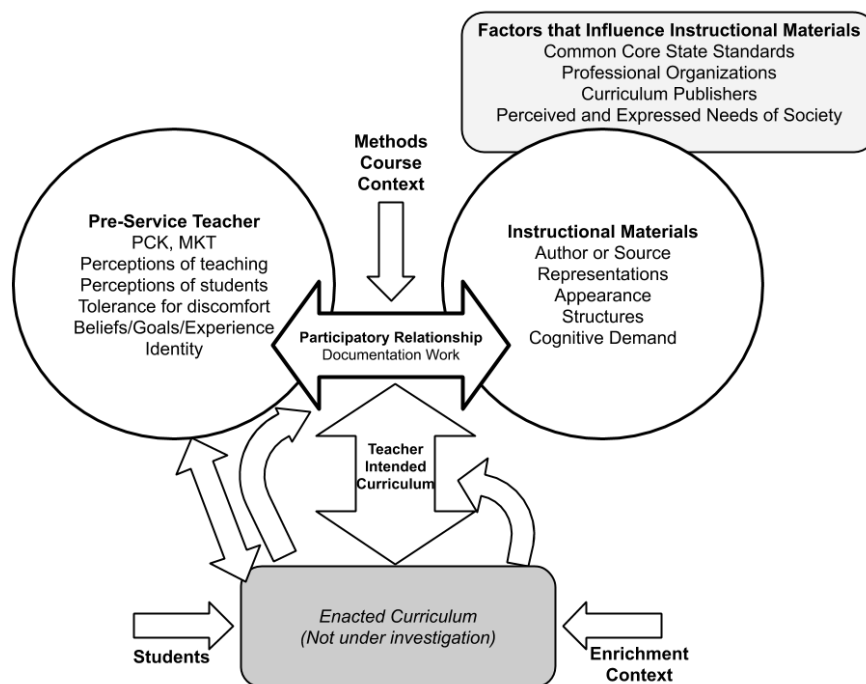 Factors that Influence Instructional Materials
Common Core State Standards
Professional Organizations
Curriculum Publishers
Perceived and Expressed Needs of Society
Methods
Course
Context
Pre-Service Teacher
PCK, MKT
Perceptions of teaching
Perceptions of students
Tolerance for discomfort
Beliefs/Goals/Experience
Identity
Instructional Materials
Author or Source
Representations
Appearance
Structures
Cognitive Demand
Participatory Relationship
Documentation Work
Teacher
Intended
Curriculum
Enacted Curriculum
(Not under investigation)
Students
Enrichment
Context